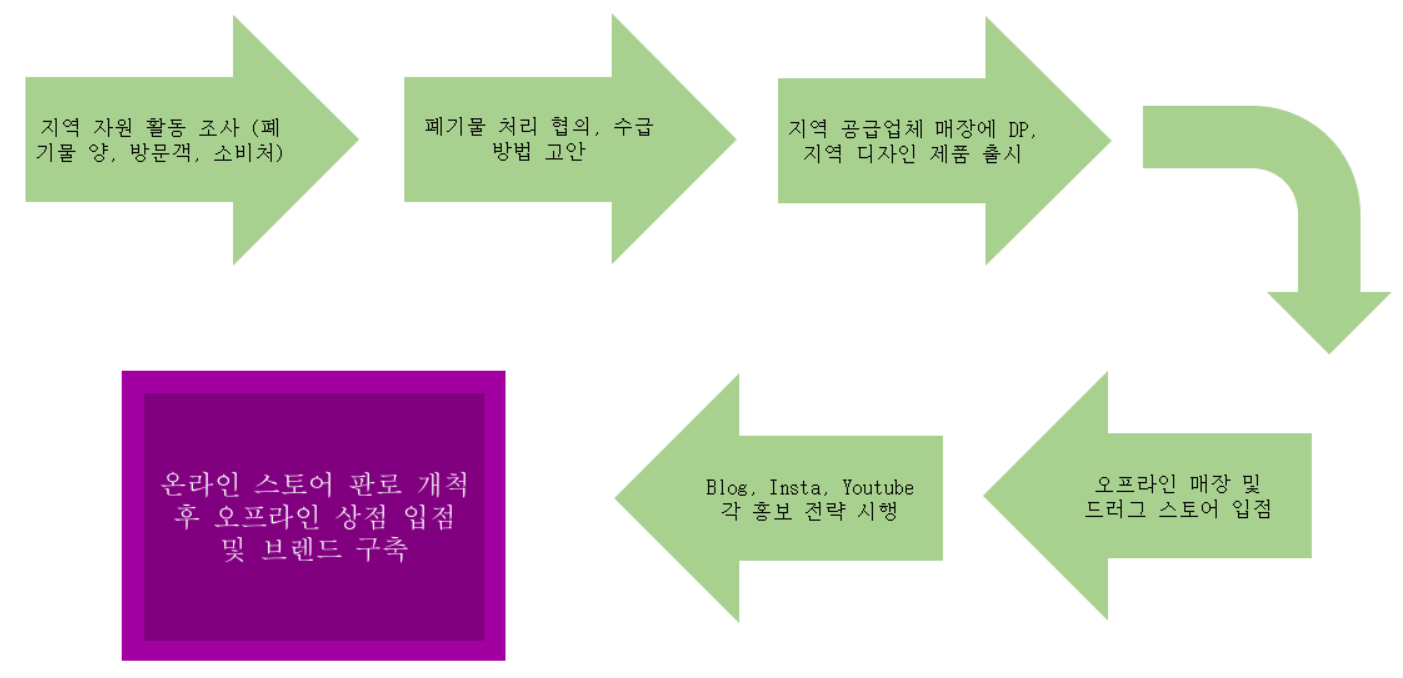 지역 자원 활동 조사 (폐
기물 양, 방문객, 소비처)
폐기물 처리 협의, 수급
방법 고안
지역 공급업체 매장에 DP,
지역 디자인 제품 출시
오프라인 매장 및
드러그 스토어 입점
Blog, Insta, Youtube
각 홍보 전략 시행
온라인 스토어 판로 개척
후 오프라인 상점 입점
및 브렌드 구축